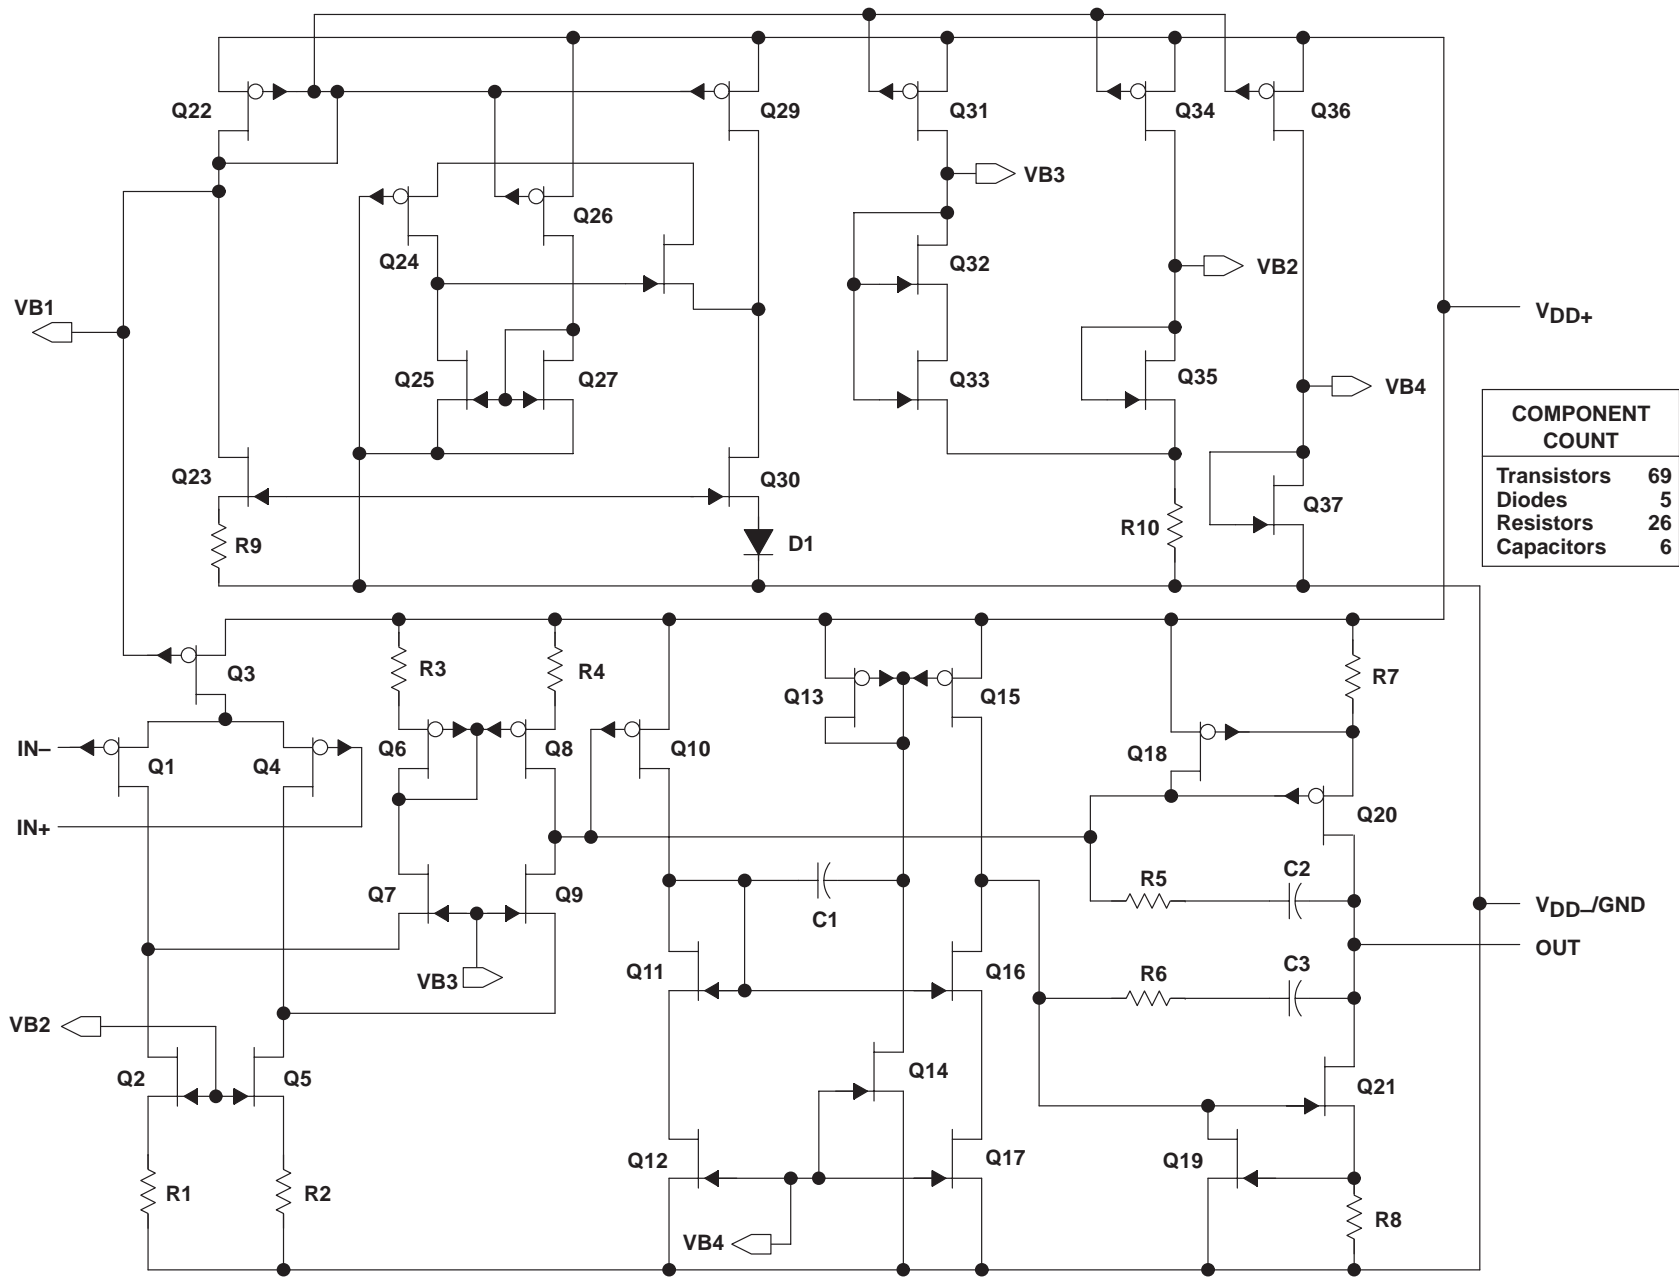 Q22
Q29
Q31
Q34
Q36
VB3
Q26
Q24
Q32
VB2
VB1
VDD+
Q25
Q27
Q33
Q35
VB4
COMPONENT
COUNT
Transistors 69
Diodes 5
Resistors 26
Capacitors 6
Q23
Q30
Q37
R9
D1
R10
Q3
R3
R4
Q13
Q15
R7
IN–
Q1
Q4
Q6
Q8
Q10
Q18
IN+
Q20
Q7
Q9
C1
R5
C2
VDD–/GND
OUT
VB3
Q11
Q16
R6
C3
VB2
Q2
Q5
Q14
Q21
Q12
Q17
Q19
R1
R2
VB4
R8